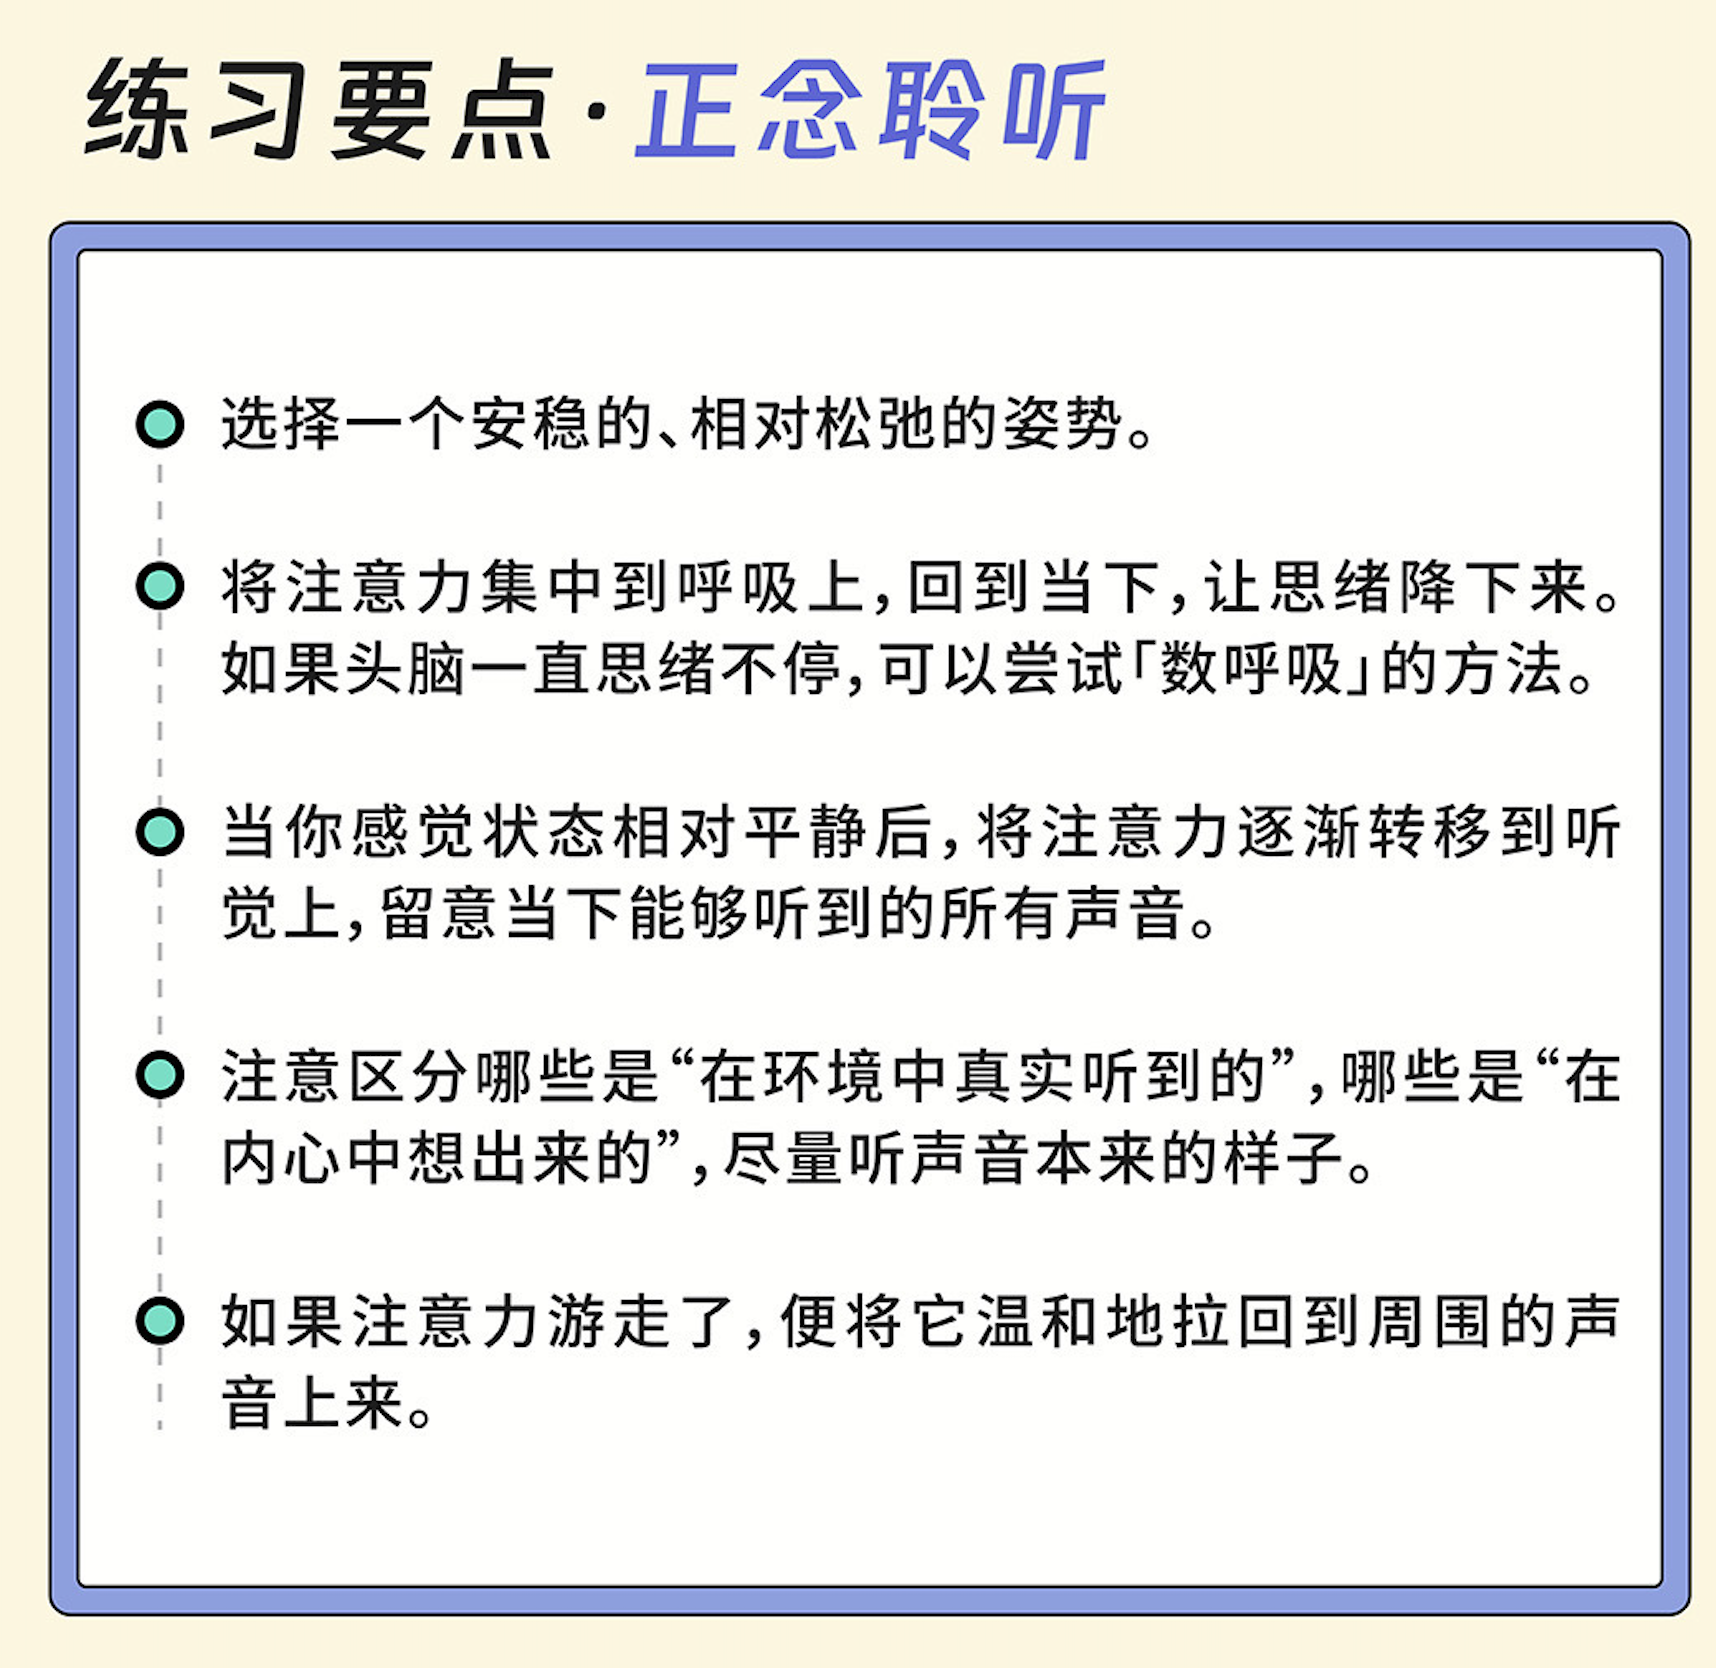 练习要点·正念聆听
选择一个安稳的、相对松弛的姿势。
将注意力集中到呼吸上，回到当下，让思绪降下来。
如果头脑一直思绪不停，可以尝试「数呼吸」的方法。
当你感觉状态相对平静后，将注意力逐渐转移到听
觉上，留意当下能够听到的所有声音。
注意区分哪些是“在环境中真实听到的”，哪些是“在
内心中想出来的”，尽量听声音本来的样子。
如果注意力游走了，便将它温和地拉回到周围的声
音上来。